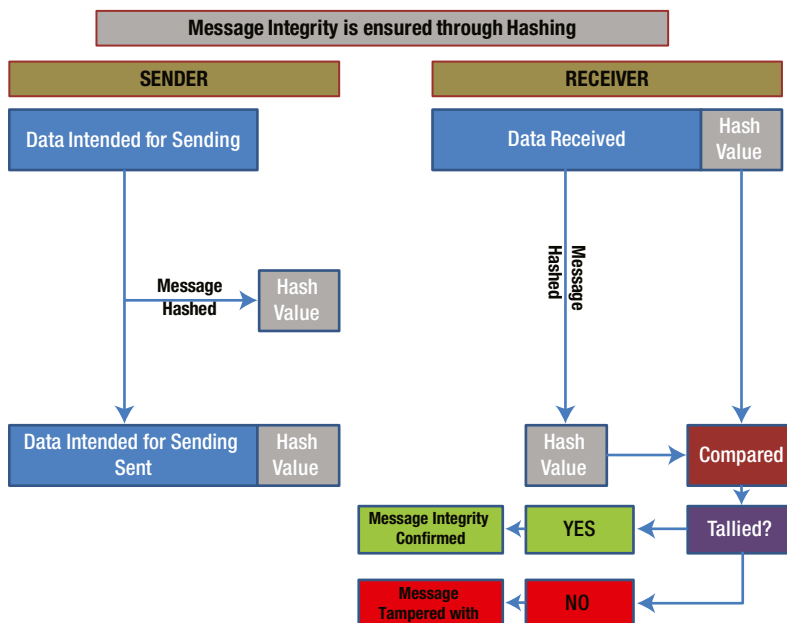 Message Integrity is ensured through Hashing
SENDER
Data Intended for Sending
Message
Hashed
Hash
Value
Data Intended for Sending
Sent
Hash
Value
RECEIVER
Data Received
Hash
Value
Message
Hashed
Hash
Value
Compared
Tallied?
YES
Message Integrity
Confirmed
NO
Message
Tampered with